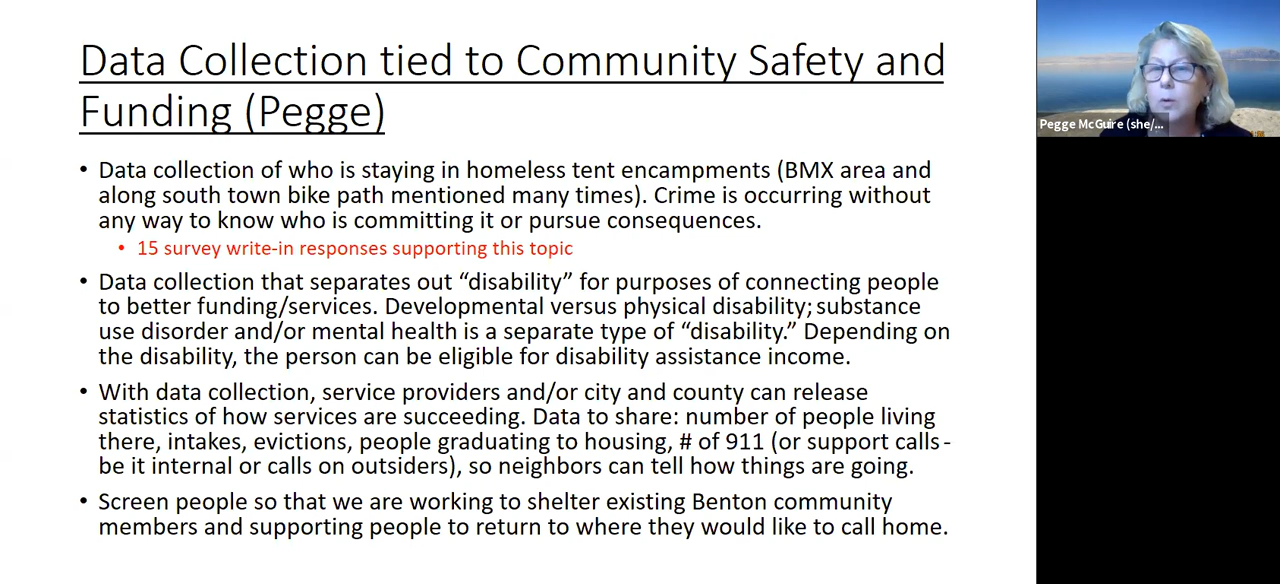 Data Collection tied to Community Safety and
Funding (Pegge)
• Data collection of who is staying in homeless tent encampments (BMX area and
along south town bike path mentioned many times). Crime is occurring without
any way to know who is committing it or pursue consequences.
• 15 survey write-in responses supporting this topic
• Data collection that separates out “disability” for purposes of connecting people
to better funding/services. Developmental versus physical disability; substance
use disorder and/or mental health is a separate type of “disability.” Depending on
the disability, the person can be eligible for disability assistance income.
• With data collection, service providers and/or city and county can release
statistics of how services are succeeding. Data to share: number of people living
there, intakes, evictions, people graduating to housing, # of 911 (or support calls-
be it internal or calls on outsiders), so neighbors can tell how things are going.
• Screen people so that we are working to shelter existing Benton community
members and supporting people to return to where they would like to call home.
Pegge McGuire (she/...